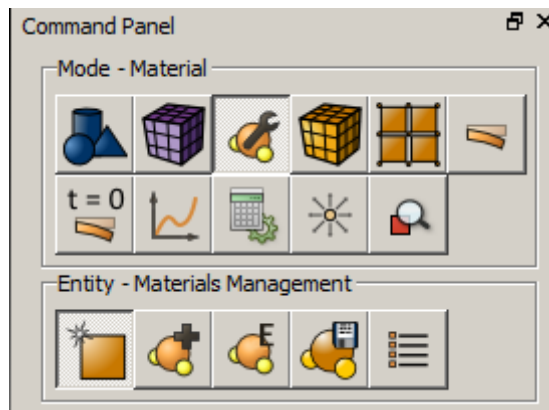 Command Panel
Mode - Material
t = 0
Entity - Materials Management
E